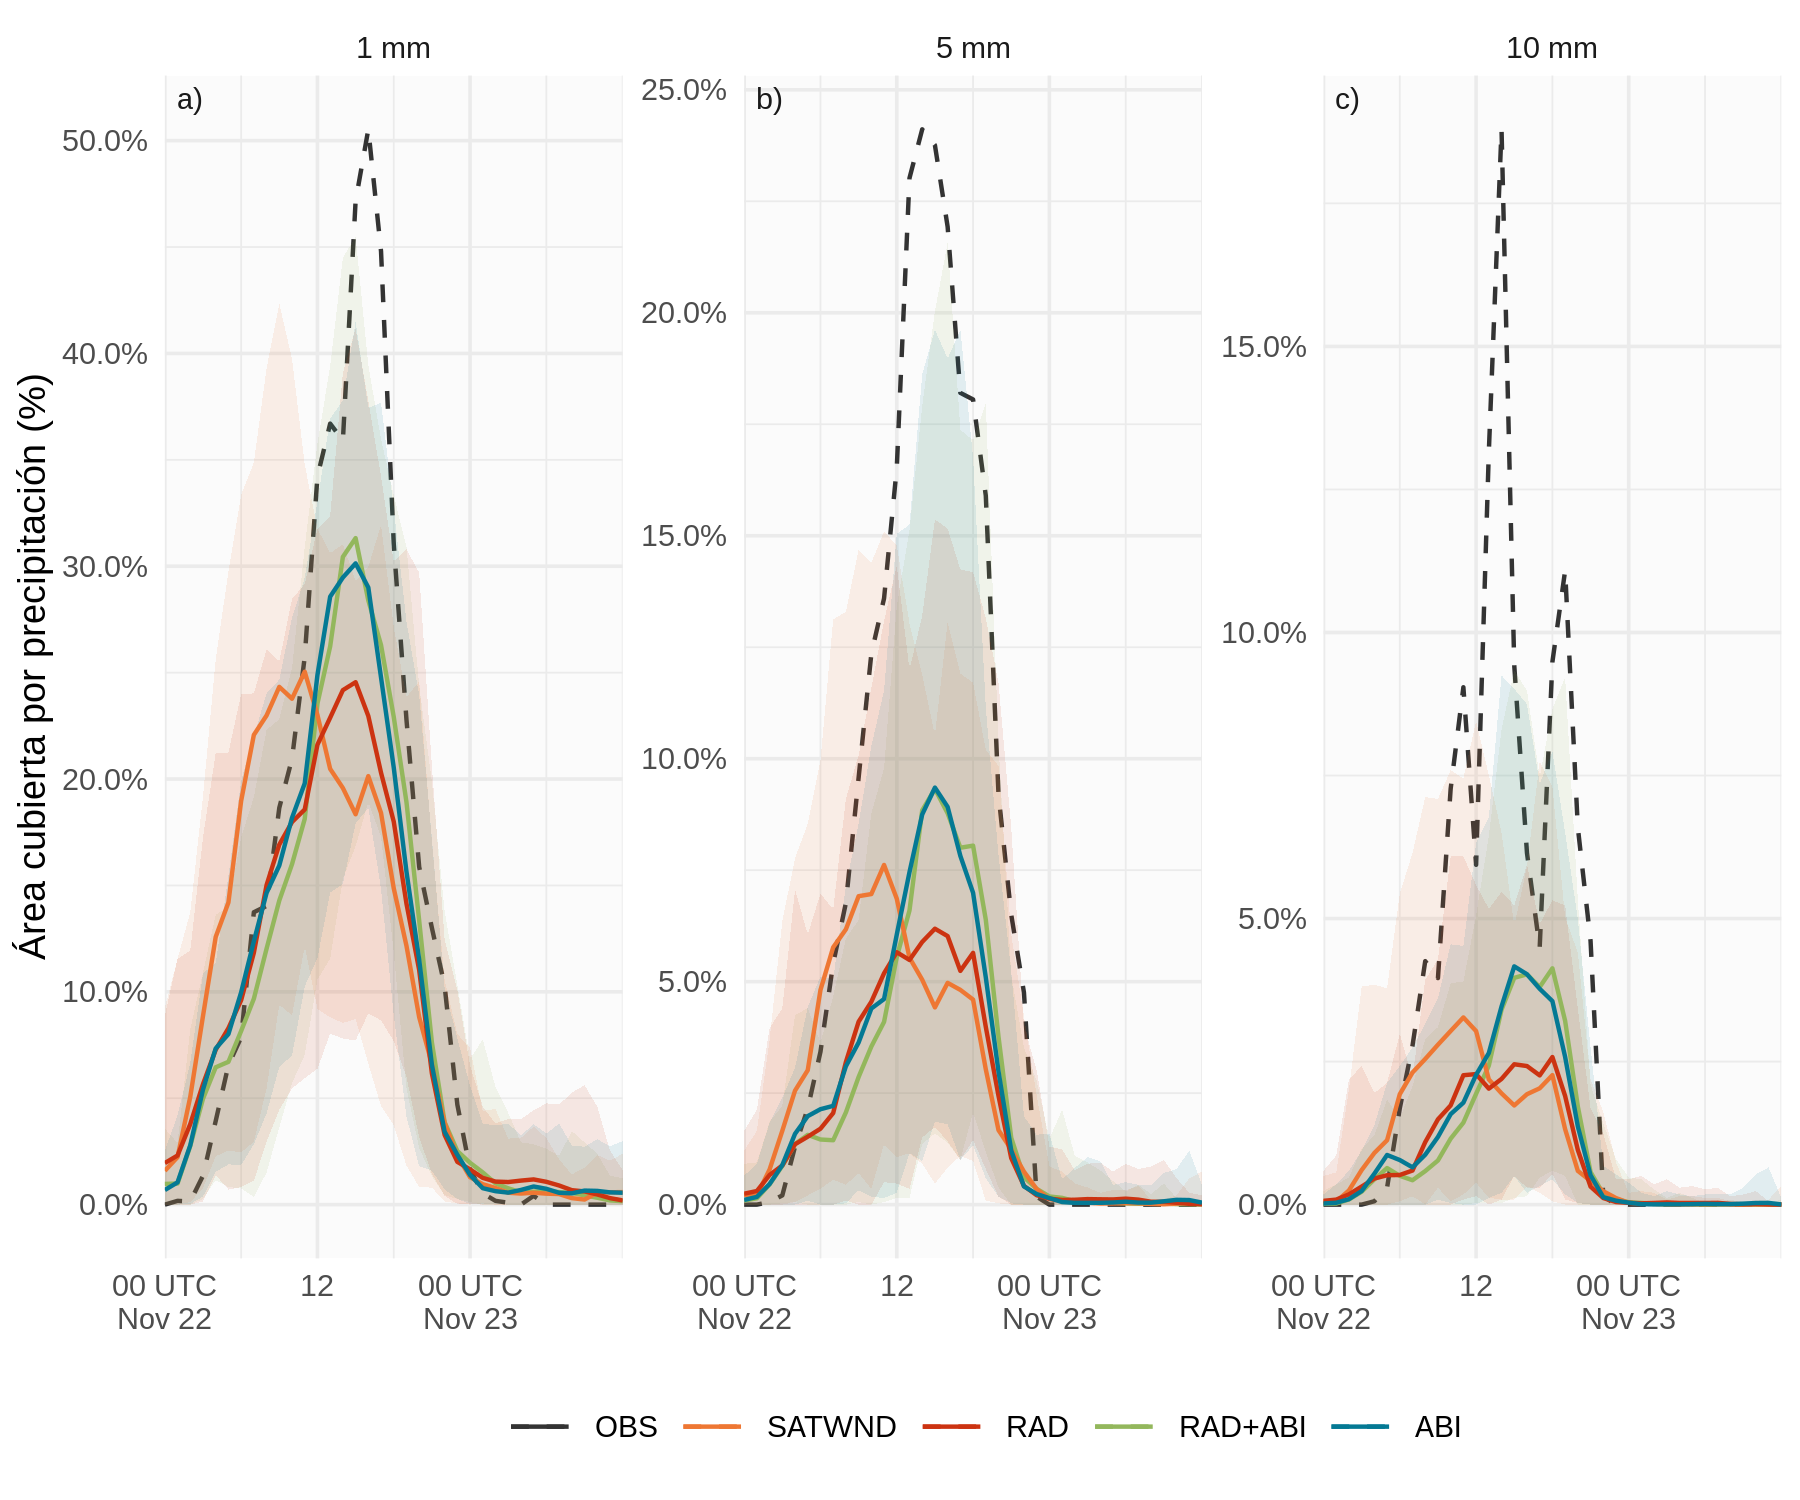 1 mm
5 mm
10 mm
a)
b)
c)
Área cubierta por precipitación (%)
50.0%
40.0%
30.0%
20.0%
10.0%
0.0%
25.0%
20.0%
15.0%
10.0%
5.0%
0.0%
15.0%
10.0%
5.0%
0.0%
00 UTC
Nov 22
12
00 UTC
Nov 23
00 UTC
Nov 22
12
00 UTC
Nov 23
00 UTC
Nov 22
12
00 UTC
Nov 23
OBS SATWND RAD RAD+ABI ABI